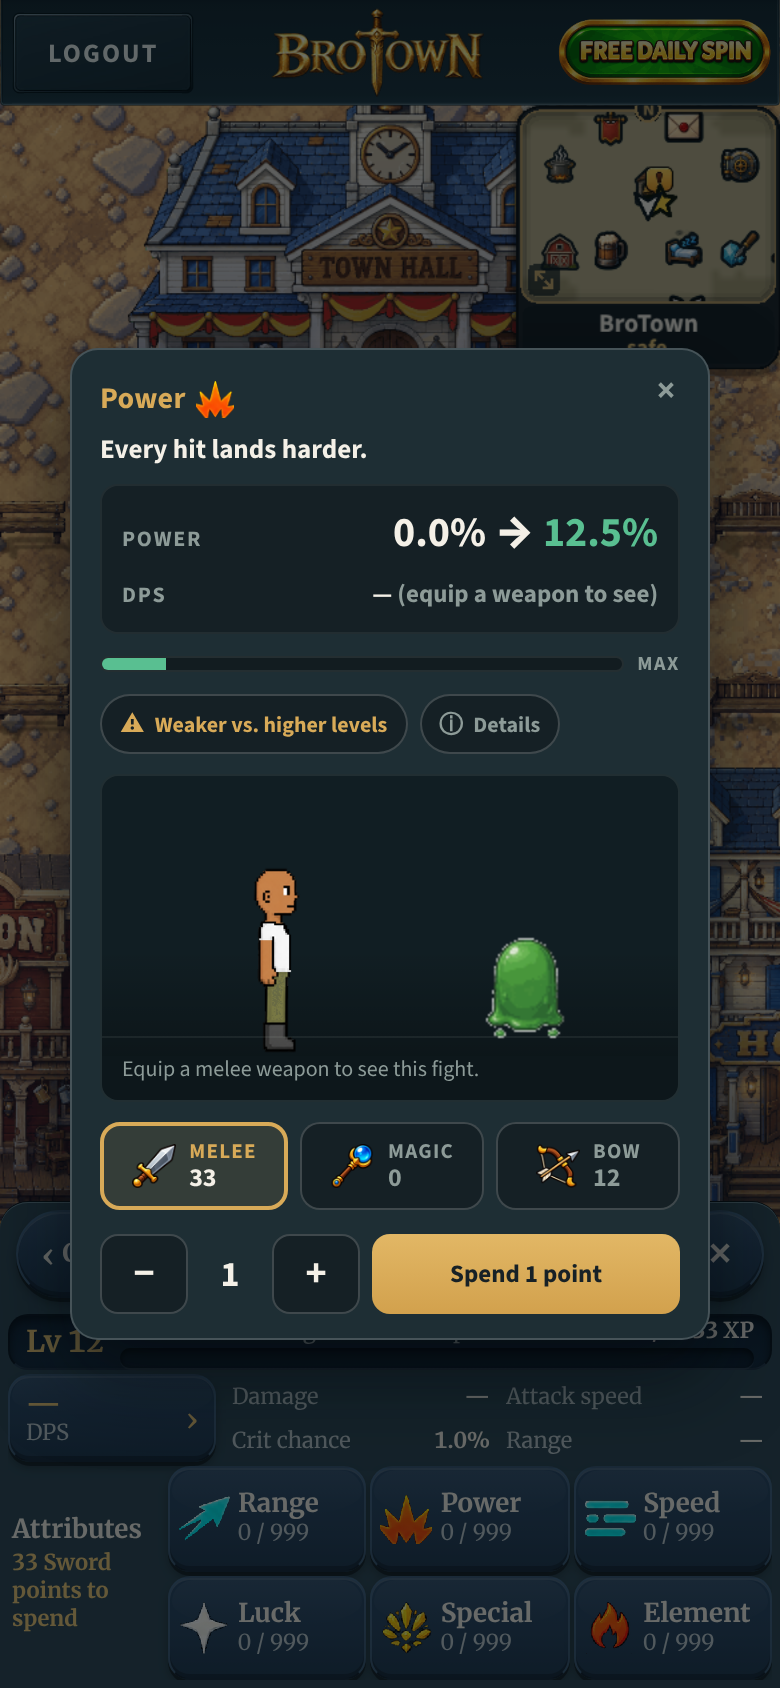 LOGOUT
BROTOWN
FREE DAILY SPIN
N
TOWN HALL
BroTown
safe
Power
×
Every hit lands harder.
POWER 0.0% → 12.5%
DPS — (equip a weapon to see)
MAX
Weaker vs. higher levels
Details
Equip a melee weapon to see this fight.
MELEE
33
MAGIC
0
BOW
12
− 1 +
Spend 1 point
ON
HO
‹
×
Lv 12
33 XP
—
DPS
›
Damage —
Attack speed —
Crit chance 1.0%
Range —
Attributes
33 Sword
points to
spend
Range
0 / 999
Power
0 / 999
Speed
0 / 999
Luck
0 / 999
Special
0 / 999
Element
0 / 999